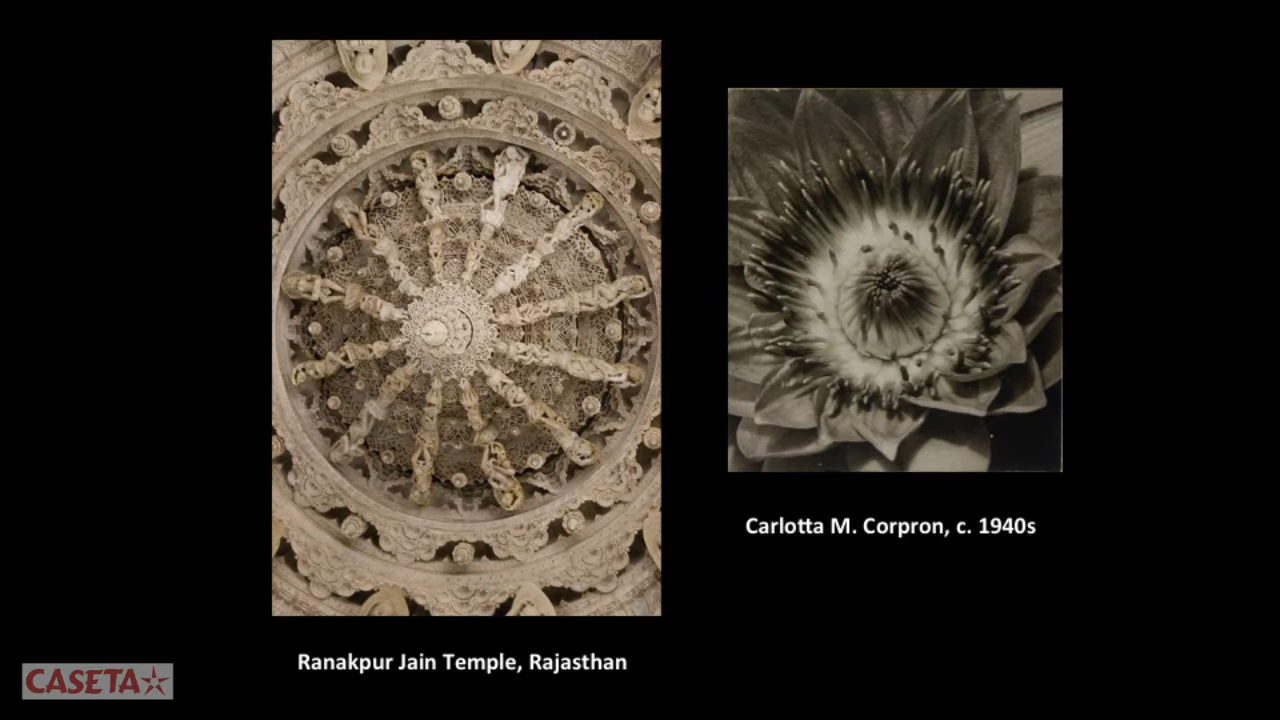 Carlotta M. Corpron, c. 1940s
Ranakpur Jain Temple, Rajasthan
CASETA